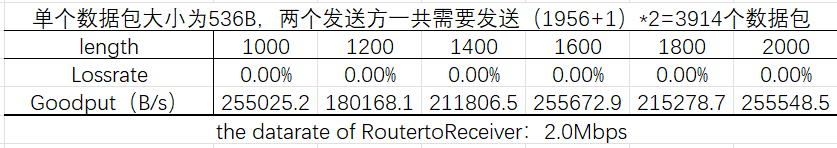 单个数据包大小为536B，两个发送方一共需要发送（1956+1）*2=3914个数据包
length 1000 1200 1400 1600 1800 2000
Lossrate 0.00% 0.00% 0.00% 0.00% 0.00% 0.00%
Goodput（B/s） 255025.2 180168.1 211806.5 255672.9 215278.7 255548.5
the datarate of RoutertoReceiver：2.0Mbps